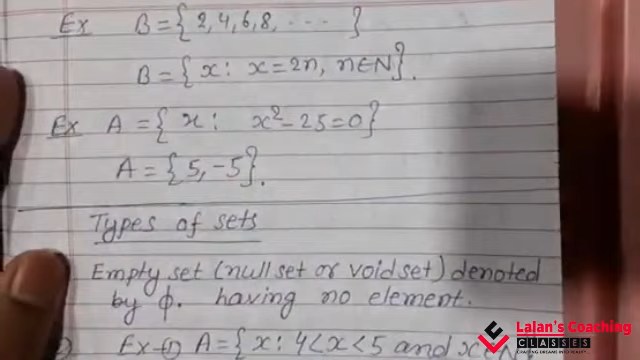 Ex B = { 2, 4, 6, 8, ..... }
B = { x : x = 2n, n ∈ N }.
Ex A = { x : x² - 25 = 0 }
A = { 5, -5 }.
Types of sets
Empty set (null set or void set) denoted
by φ. having no element.
Ex-① A = { x : 4 < x < 5 and x
Lalan's Coaching
CLASSES